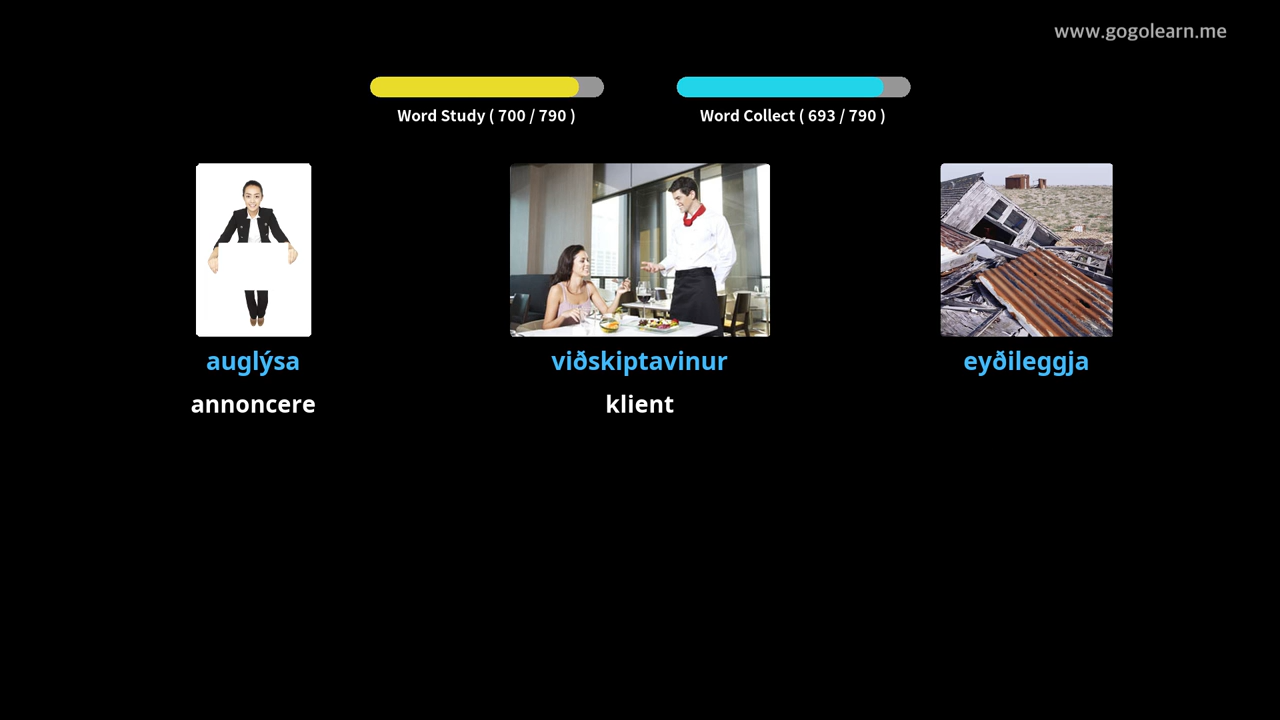 www.gogolearn.me
Word Study ( 700 / 790 )
Word Collect ( 693 / 790 )
auglýsa
viðskiptavinur
eyðileggja
annoncere
klient